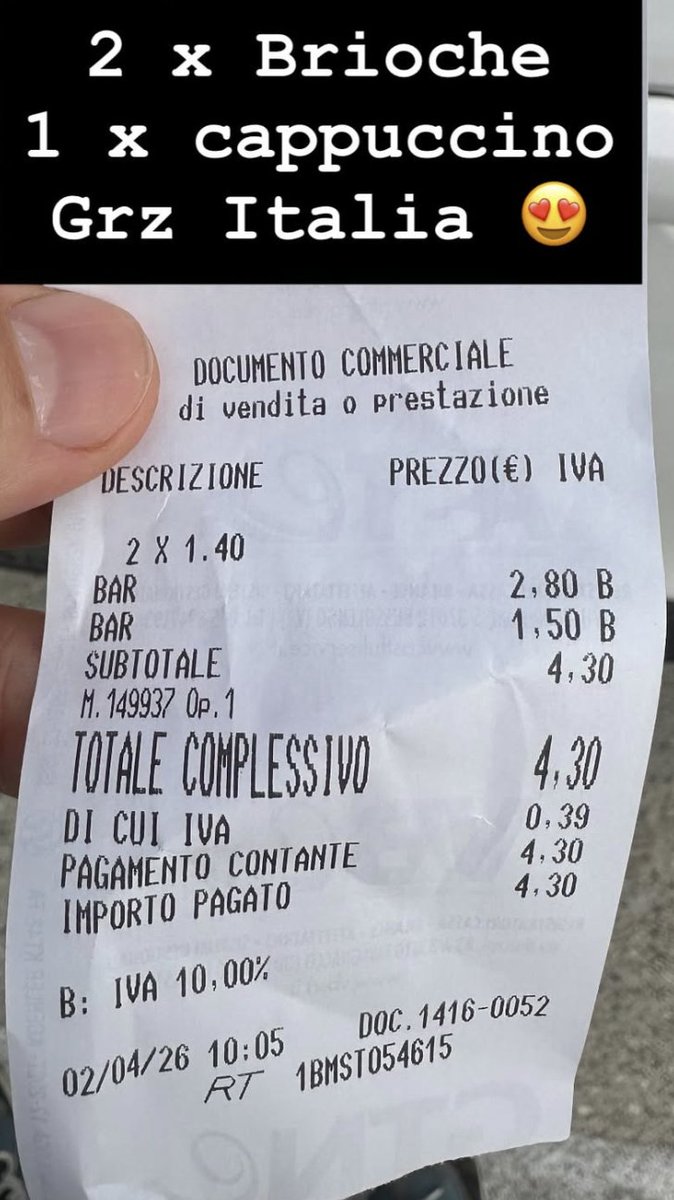 2 x Brioche
1 x cappuccino
Grz Italia 😍
DOCUMENTO COMMERCIALE
di vendita o prestazione
DESCRIZIONE PREZZO(€) IVA
2 X 1.40
BAR 2,80 B
BAR 1,50 B
SUBTOTALE 4,30
M.149937 Op.1
TOTALE COMPLESSIVO 4,30
DI CUI IVA 0,39
PAGAMENTO CONTANTE 4,30
IMPORTO PAGATO 4,30
B: IVA 10,00%
02/04/26 10:05 DOC.1416-0052
RT 1BMST054615